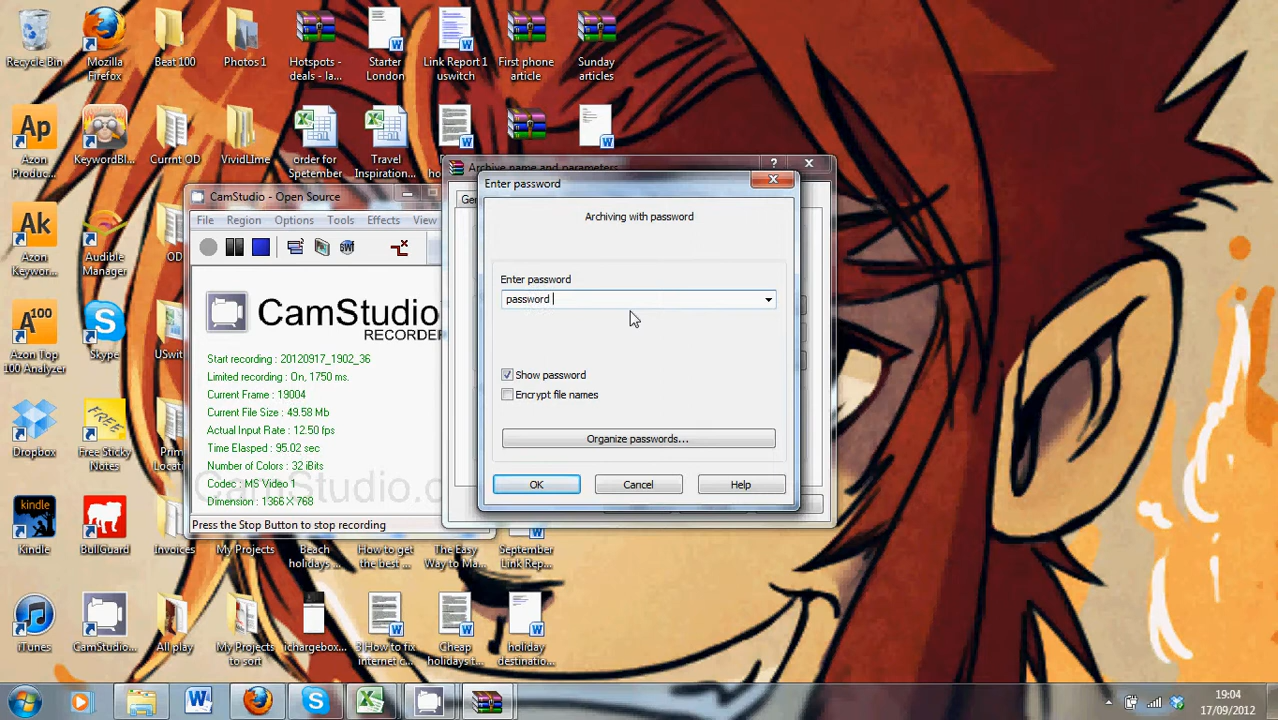 Recycle Bin
Mozilla
Firefox
Beat 100
Photos 1
Hotspots -
deals - la...
Starter
London
Link Report 1
uswitch
First phone
article
Sunday
articles
Azon
Produc...
KeywordBl...
Currnt OD
VividLIme
order for
Spetember
Travel
Inspiration...
Archive name and parameters
Enter password
Archiving with password
Enter password
password
Show password
Encrypt file names
Organize passwords...
OK
Cancel
Help
CamStudio - Open Source
File Region Options Tools Effects View
CamStudio
RECORDER
Start recording : 20120917_1902_36
Limited recording : On, 1750 ms.
Current Frame : 19004
Current File Size : 49.58 Mb
Actual Input Rate : 12.50 fps
Time Elasped : 95.02 sec
Number of Colors : 32 iBits
Codec : MS Video 1
Dimension : 1366 X 768
Press the Stop Button to stop recording
Azon
Keywor...
Audible
Manager
OD
Azon Top
100 Analyzer
Skype
USwit
Dropbox
Free Sticky
Notes
Prim
Locati
Kindle
BullGuard
Invoices
My Projects
Beach
holidays ...
How to get
the best ...
The Easy
Way to Ma...
September
Link Rep...
iTunes
CamStudio...
All play
My Projects
to sort
ichargebox...
3 How to fix
internet c...
Cheap
holidays t...
holiday
destinatio...
19:04
17/09/2012